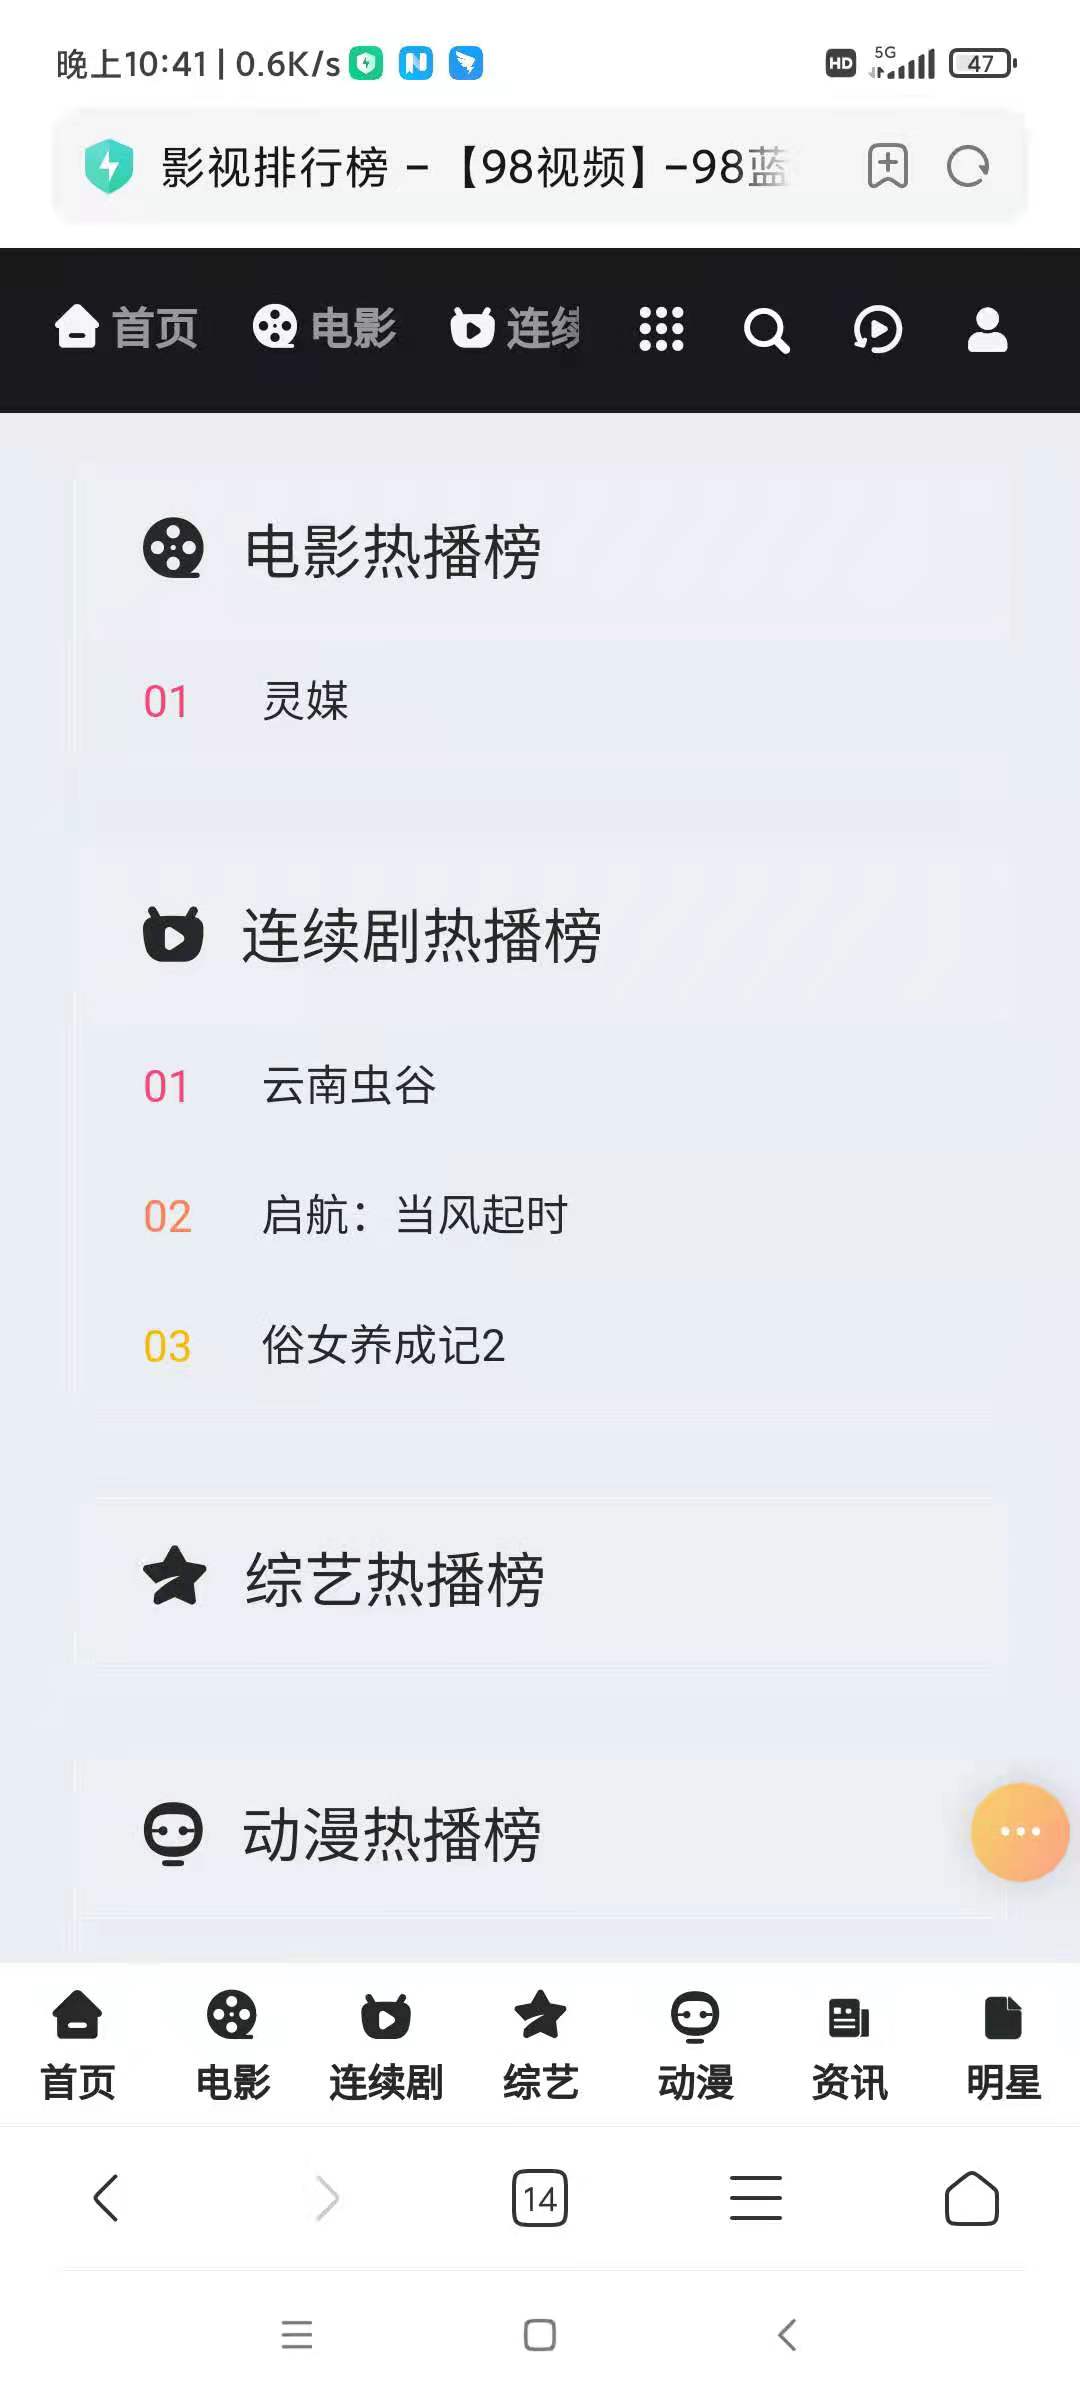 晚上10:41 | 0.6K/s
HD 5G 47
影视排行榜 – 【98视频】–98蓝
首页 电影 连续
电影热播榜
01 灵媒
连续剧热播榜
01 云南虫谷
02 启航：当风起时
03 俗女养成记2
综艺热播榜
动漫热播榜
首页 电影 连续剧 综艺 动漫 资讯 明星
14